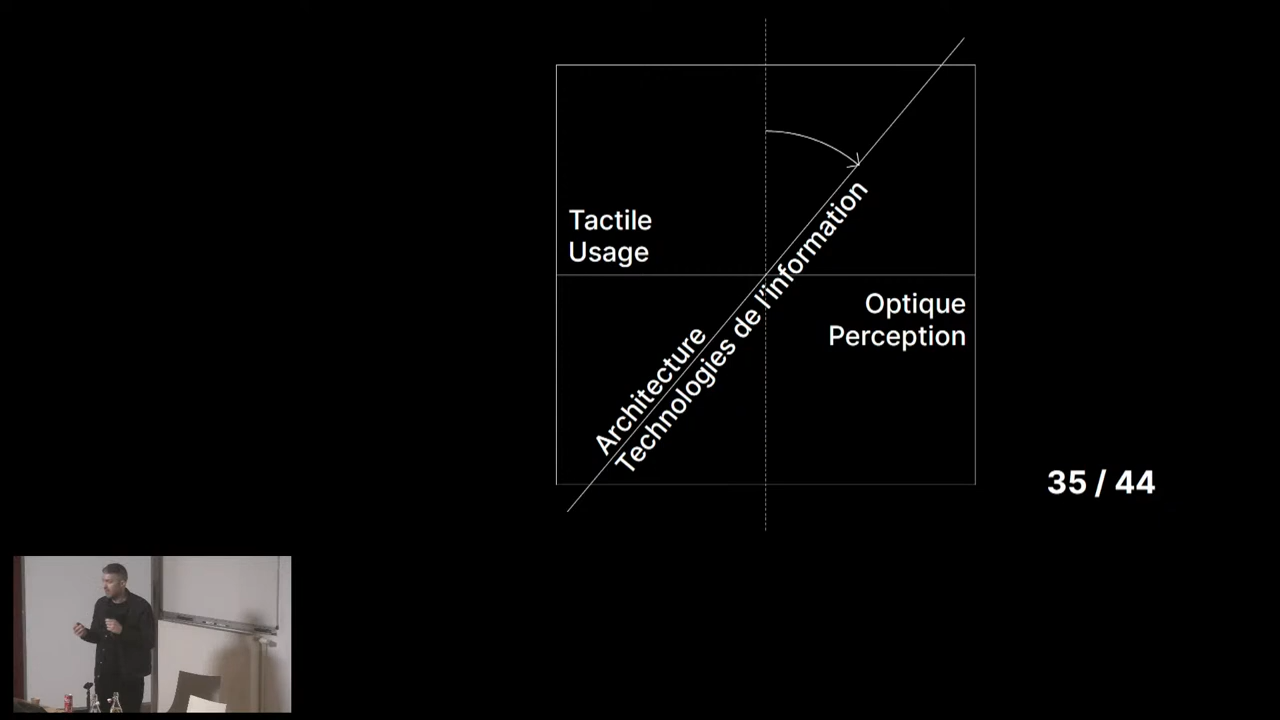 Tactile
Usage
Optique
Perception
Architecture
Technologies de l'information
35 / 44